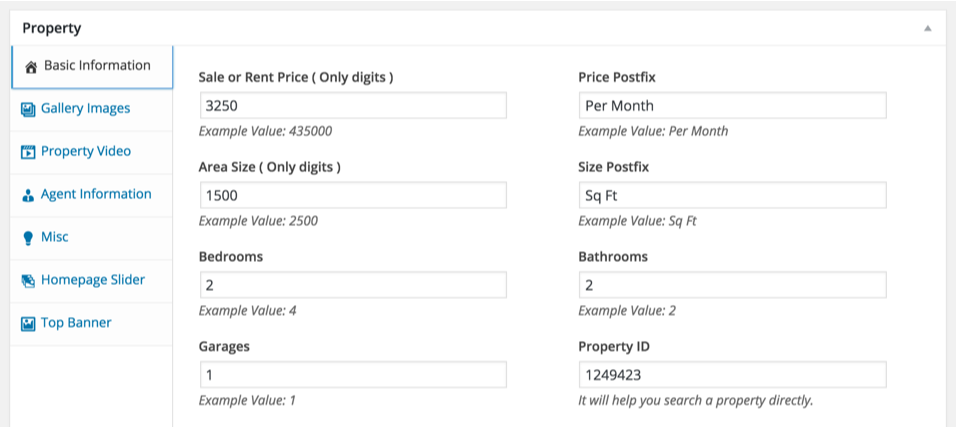 Property
Basic Information
Gallery Images
Property Video
Agent Information
Misc
Homepage Slider
Top Banner
Sale or Rent Price ( Only digits )
3250
Example Value: 435000
Price Postfix
Per Month
Example Value: Per Month
Area Size ( Only digits )
1500
Example Value: 2500
Size Postfix
Sq Ft
Example Value: Sq Ft
Bedrooms
2
Example Value: 4
Bathrooms
2
Example Value: 2
Garages
1
Example Value: 1
Property ID
1249423
It will help you search a property directly.